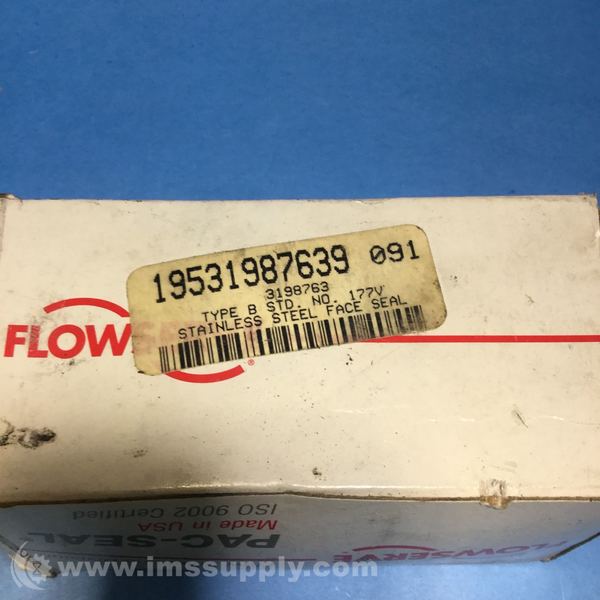 19531987639 091
3198763
TYPE B STD. NO. 177V
STAINLESS STEEL FACE SEAL
FLOWSERVE
®
ISO 9002 Certified
Made in USA
PAC-SEAL
FLOWSERVE
www.imssupply.com